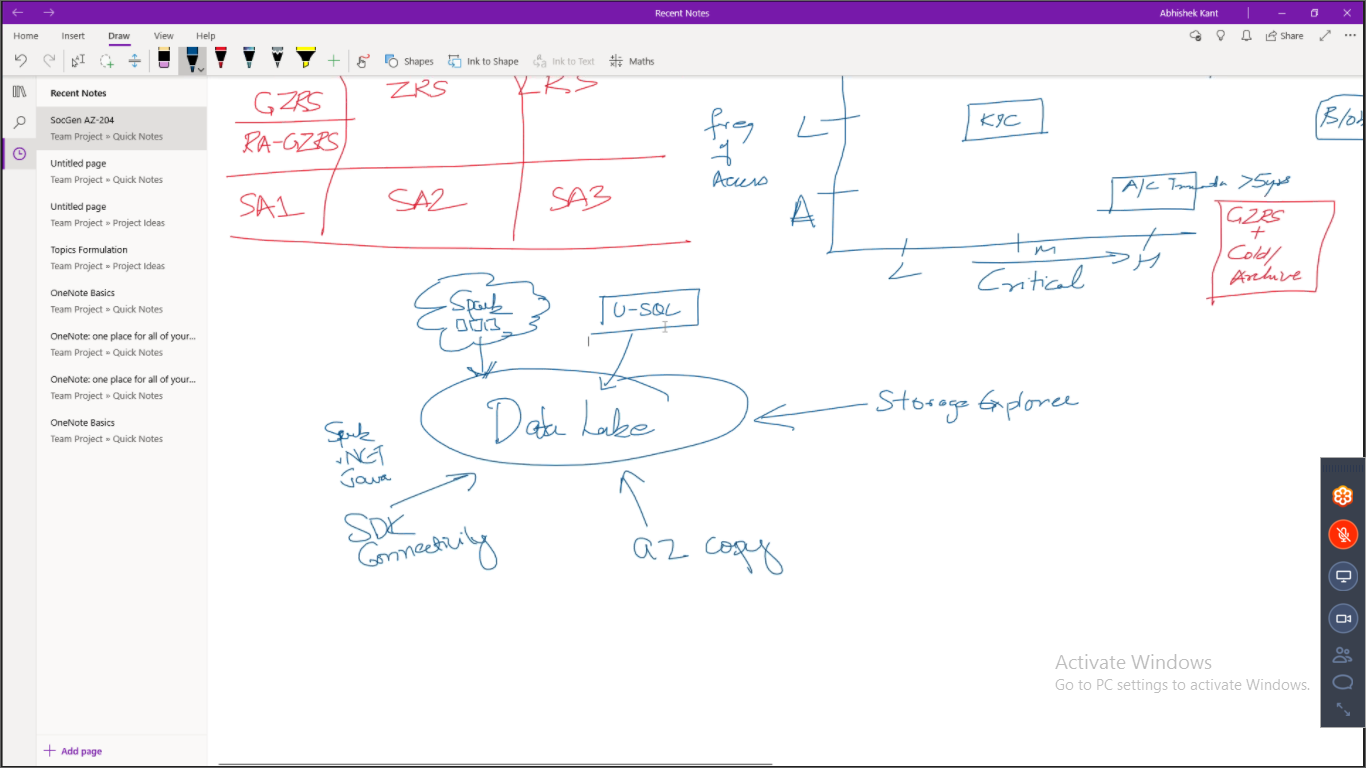 Recent Notes
Abhishek Kant
Home
Insert
Draw
View
Help
Share
Shapes
Ink to Shape
Ink to Text
Maths
Recent Notes
SocGen AZ-204
Team Project » Quick Notes
Untitled page
Team Project » Quick Notes
Untitled page
Team Project » Project Ideas
Topics Formulation
Team Project » Project Ideas
OneNote Basics
Team Project » Quick Notes
OneNote: one place for all of your...
Team Project » Quick Notes
OneNote: one place for all of your...
Team Project » Quick Notes
OneNote Basics
Team Project » Quick Notes
Add page
GZRS
ZRS
LRS
RA-GZRS
SA1
SA2
SA3
freq
of
Access
L
A
KYC
A/C
>5yrs
L
M
H
Critical
GZRS
+
Cold/
Archive
Spark
U-SQL
Data Lake
Storage Explorer
Spark
.NET
Java
SDK
Connectivity
az copy
Activate Windows
Go to PC settings to activate Windows.